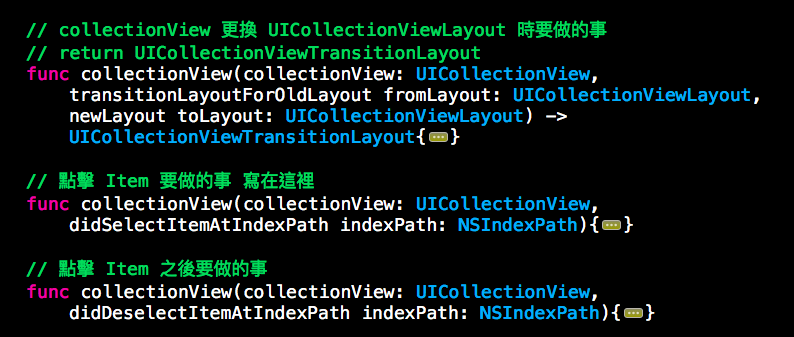 // collectionView 更換 UICollectionViewLayout 時要做的事
// return UICollectionViewTransitionLayout
func collectionView(collectionView: UICollectionView,
transitionLayoutForOldLayout fromLayout: UICollectionViewLayout,
newLayout toLayout: UICollectionViewLayout) ->
UICollectionViewTransitionLayout{...}
// 點擊 Item 要做的事 寫在這裡
func collectionView(collectionView: UICollectionView,
didSelectItemAtIndexPath indexPath: NSIndexPath){...}
// 點擊 Item 之後要做的事
func collectionView(collectionView: UICollectionView,
didDeselectItemAtIndexPath indexPath: NSIndexPath){...}